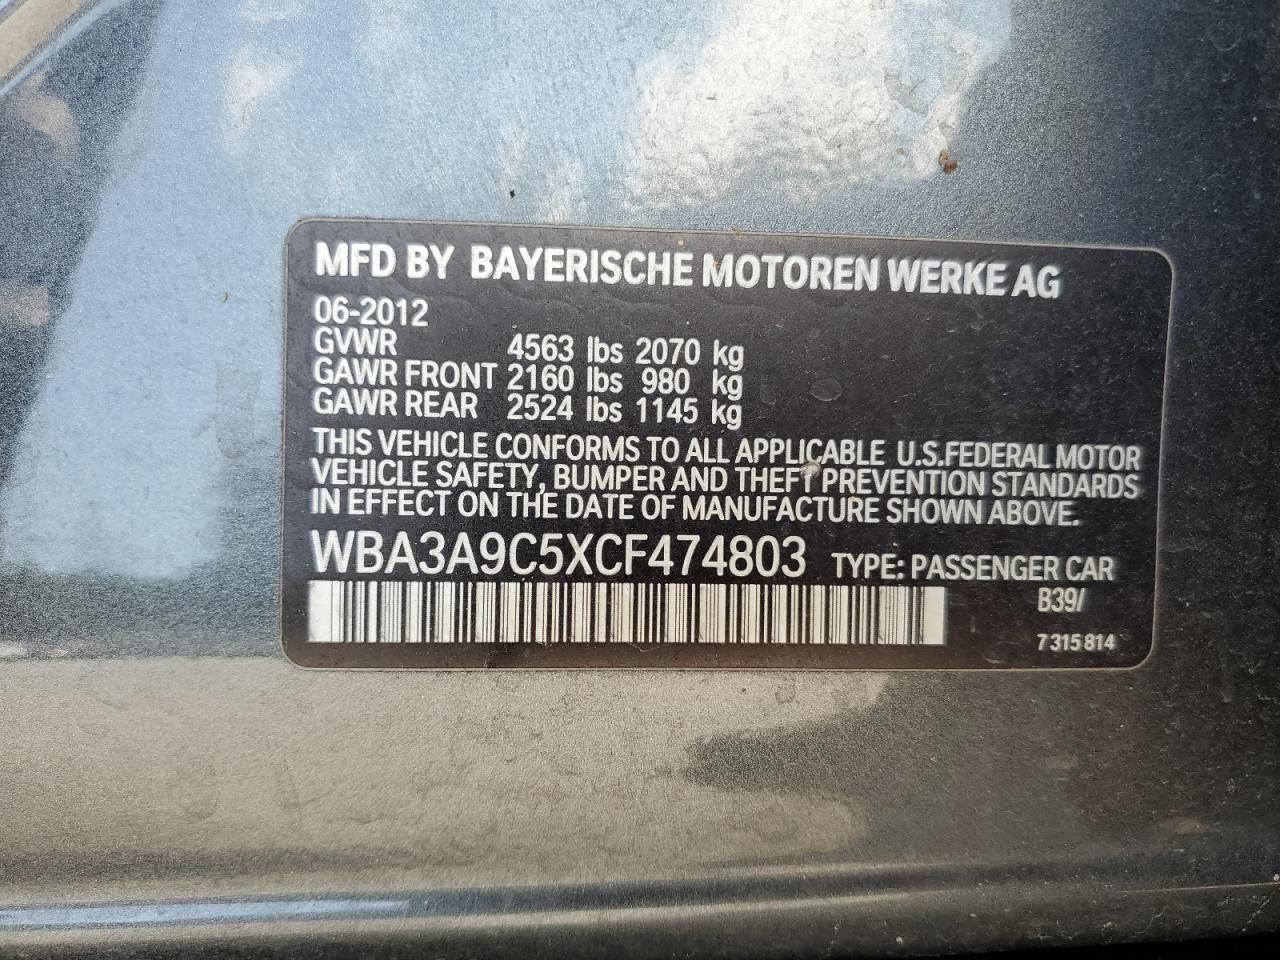 MFD BY BAYERISCHE MOTOREN WERKE AG
06-2012
GVWR 4563 lbs 2070 kg
GAWR FRONT 2160 lbs 980 kg
GAWR REAR 2524 lbs 1145 kg
THIS VEHICLE CONFORMS TO ALL APPLICABLE U.S.FEDERAL MOTOR
VEHICLE SAFETY, BUMPER AND THEFT PREVENTION STANDARDS
IN EFFECT ON THE DATE OF MANUFACTURE SHOWN ABOVE.
WBA3A9C5XCF474803 TYPE: PASSENGER CAR
B39/
7 315 814